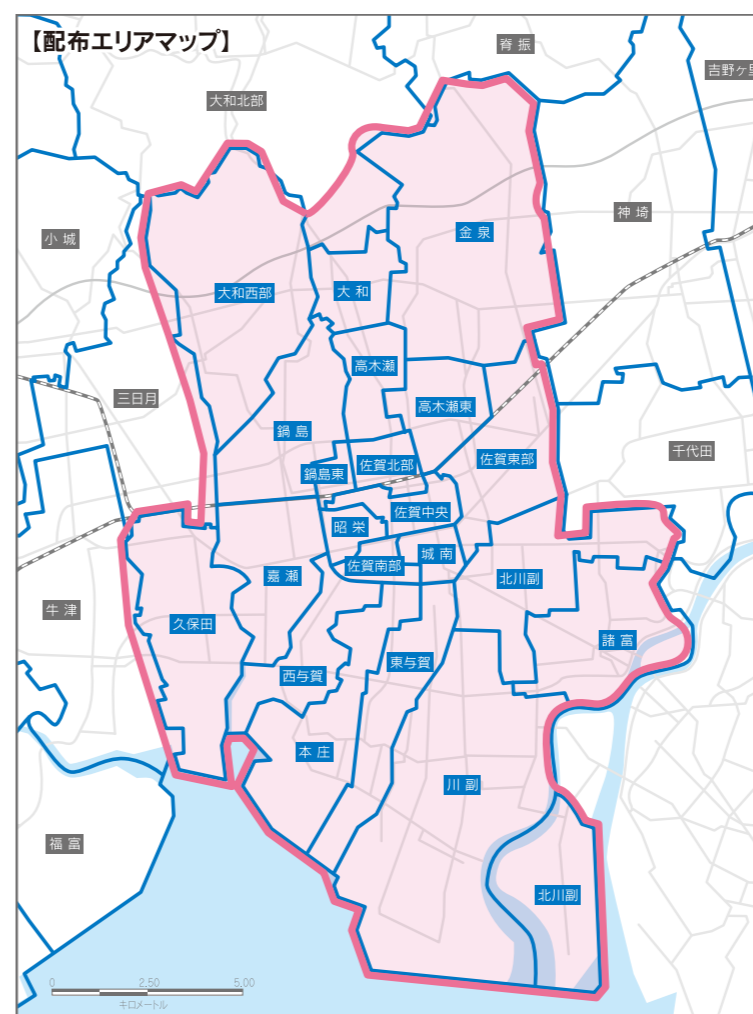 【配布エリアマップ】
脊振
吉野ヶ里
大和北部
神埼
小城
金泉
大和西部
大和
高木瀬
三日月
高木瀬東
鍋島
千代田
佐賀北部
佐賀東部
鍋島東
佐賀中央
昭栄
城南
佐賀南部
嘉瀬
北川副
牛津
久保田
諸富
東与賀
西与賀
本庄
川副
福富
北川副
0 2.50 5.00
キロメートル